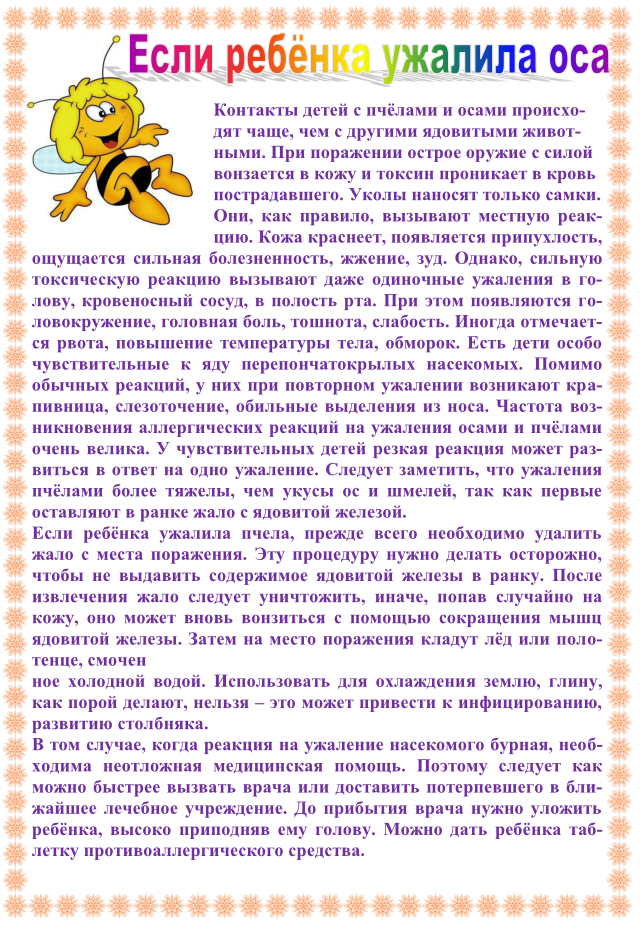 Если ребёнка ужалила оса
Контакты детей с пчёлами и осами происхо-
дят чаще, чем с другими ядовитыми живот-
ными. При поражении острое оружие с силой
вонзается в кожу и токсин проникает в кровь
пострадавшего. Уколы наносят только самки.
Они, как правило, вызывают местную реак-
цию. Кожа краснеет, появляется припухлость,
ощущается сильная болезненность, жжение, зуд. Однако, сильную
токсическую реакцию вызывают даже одиночные ужаления в го-
лову, кровеносный сосуд, в полость рта. При этом появляются го-
ловокружение, головная боль, тошнота, слабость. Иногда отмечает-
ся рвота, повышение температуры тела, обморок. Есть дети особо
чувствительные к яду перепончатокрылых насекомых. Помимо
обычных реакций, у них при повторном ужалении возникают кра-
пивница, слезоточение, обильные выделения из носа. Частота воз-
никновения аллергических реакций на ужаления осами и пчёлами
очень велика. У чувствительных детей резкая реакция может раз-
виться в ответ на одно ужаление. Следует заметить, что ужаления
пчёлами более тяжелы, чем укусы ос и шмелей, так как первые
оставляют в ранке жало с ядовитой железой.
Если ребёнка ужалила пчела, прежде всего необходимо удалить
жало с места поражения. Эту процедуру нужно делать осторожно,
чтобы не выдавить содержимое ядовитой железы в ранку. После
извлечения жало следует уничтожить, иначе, попав случайно на
кожу, оно может вновь вонзиться с помощью сокращения мышц
ядовитой железы. Затем на место поражения кладут лёд или поло-
тенце, смочен
ное холодной водой. Использовать для охлаждения землю, глину,
как порой делают, нельзя – это может привести к инфицированию,
развитию столбняка.
В том случае, когда реакция на ужаление насекомого бурная, необ-
ходима неотложная медицинская помощь. Поэтому следует как
можно быстрее вызвать врача или доставить потерпевшего в бли-
жайшее лечебное учреждение. До прибытия врача нужно уложить
ребёнка, высоко приподняв ему голову. Можно дать ребёнка таб-
летку противоаллергического средства.